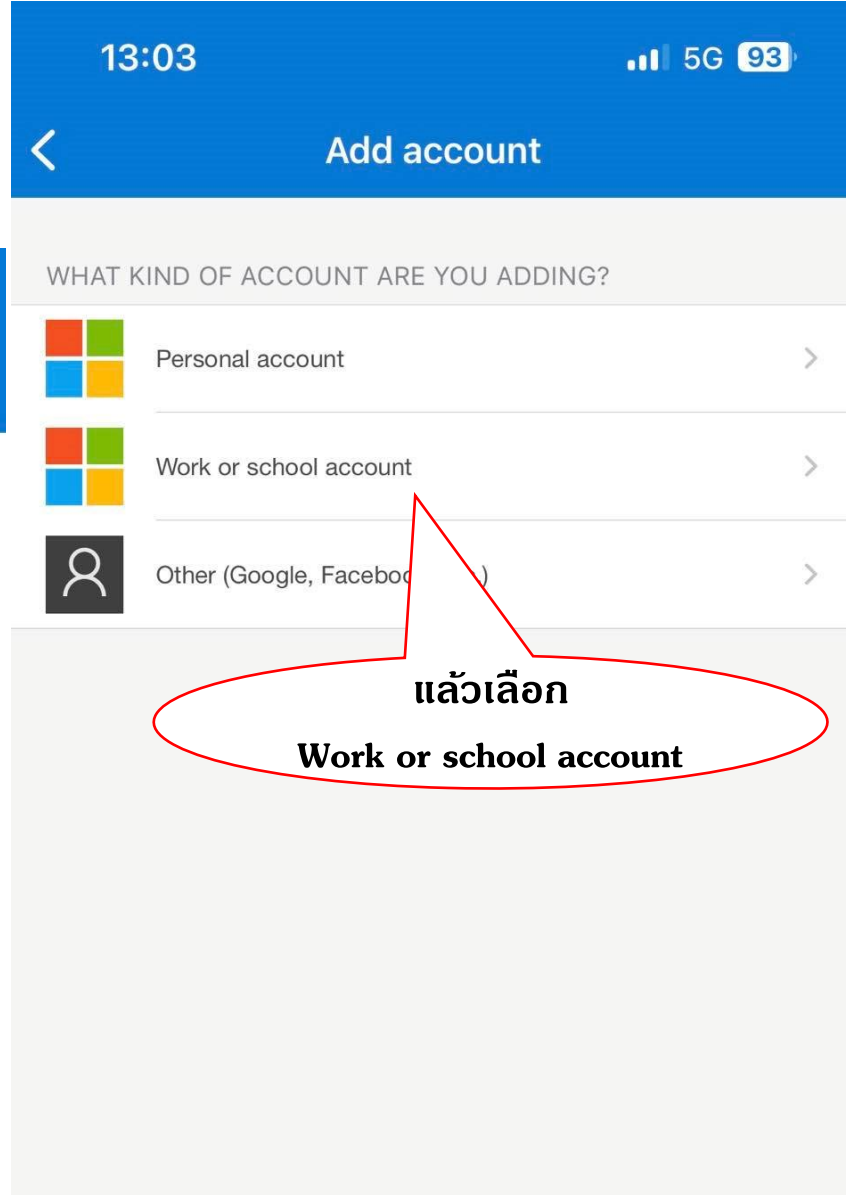 13:03 5G 93
Add account
WHAT KIND OF ACCOUNT ARE YOU ADDING?
Personal account
Work or school account
Other (Google, Faceboo )
แล้วเลือก
Work or school account